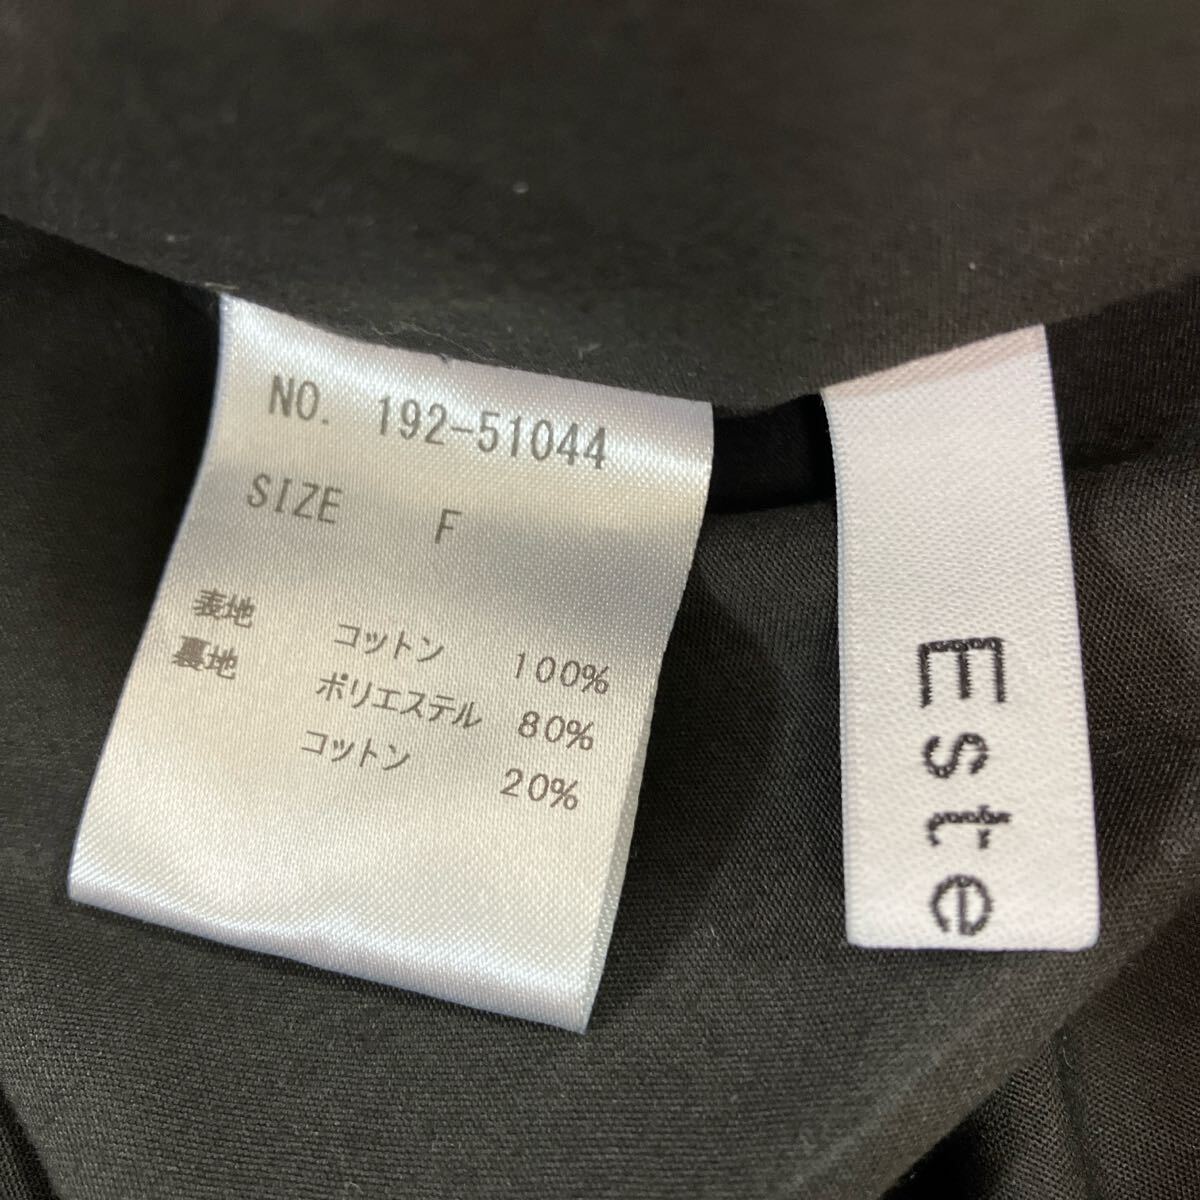 NO. 192-51044
SIZE F
表地 コットン 100%
裏地 ポリエステル 80%
コットン 20%
Este